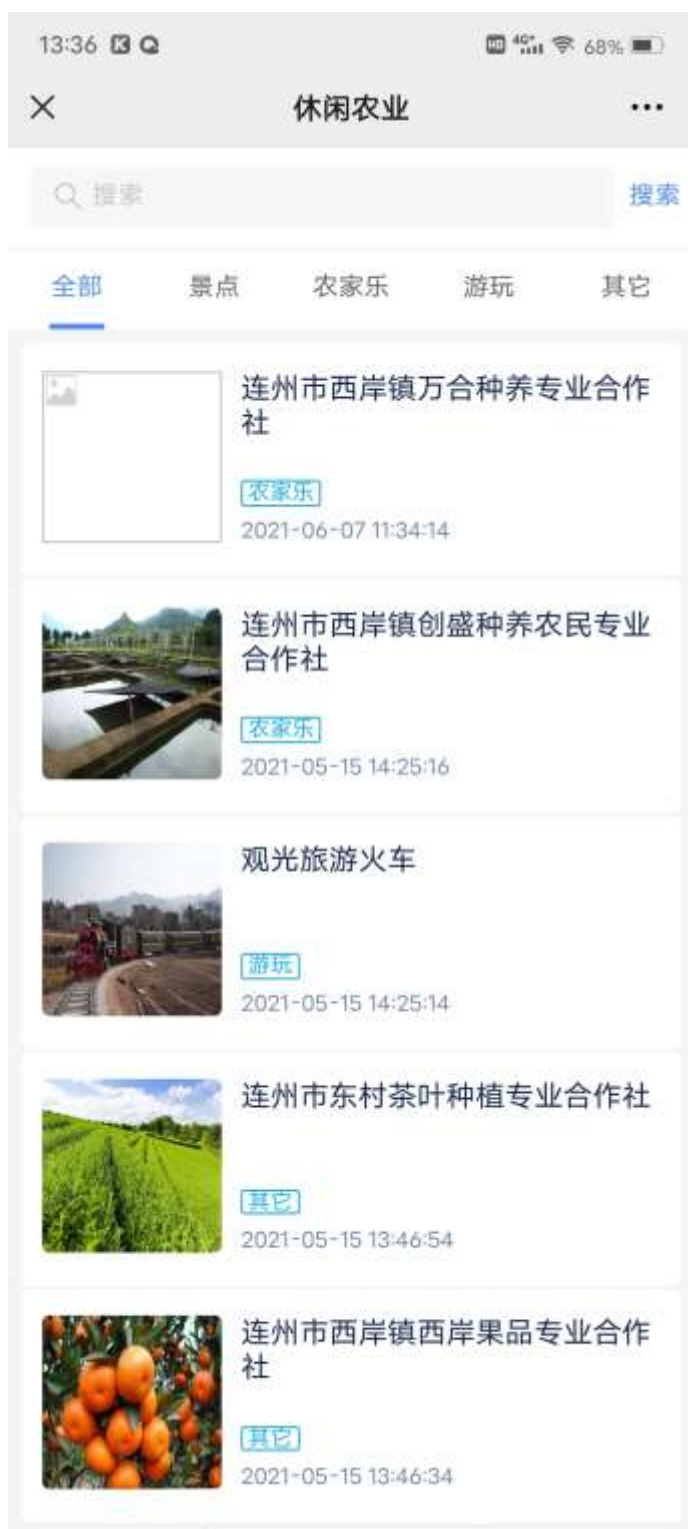 13:36 68%
休闲农业
搜索 搜索
全部 景点 农家乐 游玩 其它
连州市西岸镇万合种养专业合作
社
农家乐
2021-06-07 11:34:14
连州市西岸镇创盛种养农民专业
合作社
农家乐
2021-05-15 14:25:16
观光旅游火车
游玩
2021-05-15 14:25:14
连州市东村茶叶种植专业合作社
其它
2021-05-15 13:46:54
连州市西岸镇西岸果品专业合作
社
其它
2021-05-15 13:46:34